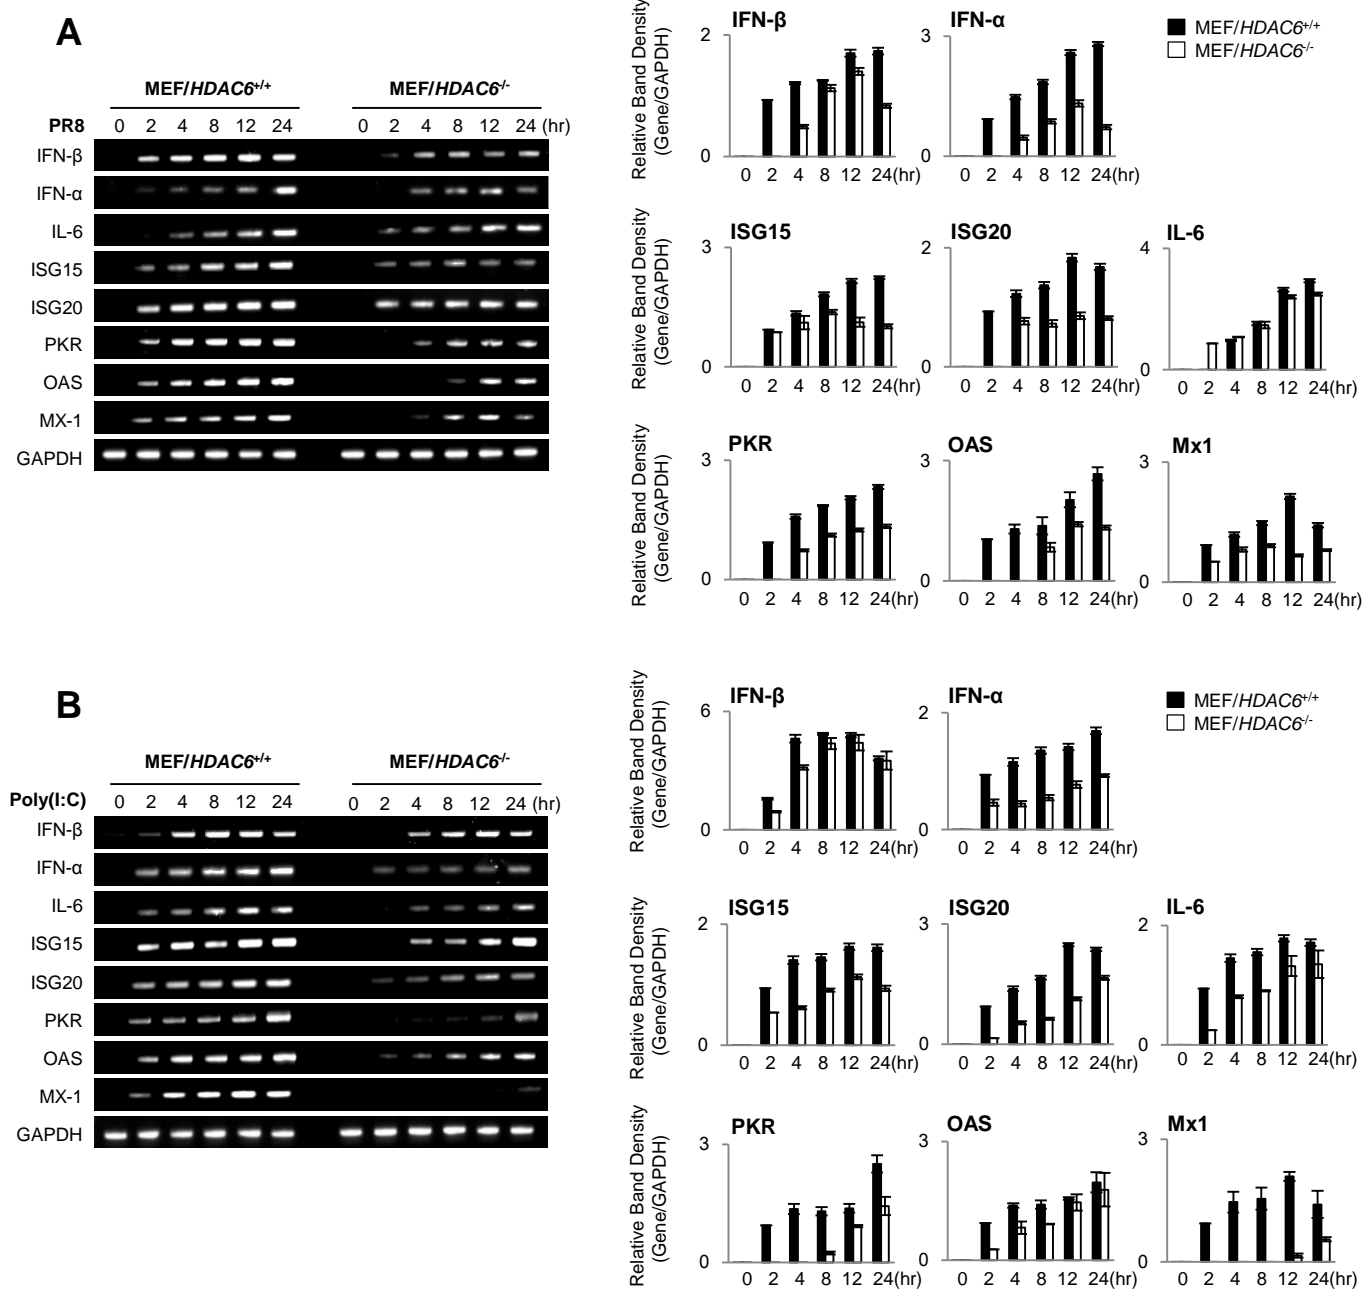 A
MEF/HDAC6+/+ MEF/HDAC6-/-
PR8 0 2 4 8 12 24 0 2 4 8 12 24 (hr)
IFN-β
IFN-α
IL-6
ISG15
ISG20
PKR
OAS
MX-1
GAPDH
Relative Band Density
(Gene/GAPDH)
IFN-β
2
0
0 2 4 8 12 24(hr)
IFN-α
3
0
0 2 4 8 12 24(hr)
MEF/HDAC6+/+
MEF/HDAC6-/-
Relative Band Density
(Gene/GAPDH)
ISG15
3
0
0 2 4 8 12 24(hr)
ISG20
2
0
0 2 4 8 12 24(hr)
IL-6
4
0
0 2 4 8 12 24(hr)
Relative Band Density
(Gene/GAPDH)
PKR
3
0
0 2 4 8 12 24(hr)
OAS
3
0
0 2 4 8 12 24(hr)
Mx1
3
0
0 2 4 8 12 24(hr)
B
MEF/HDAC6+/+ MEF/HDAC6-/-
Poly(I:C) 0 2 4 8 12 24 0 2 4 8 12 24 (hr)
IFN-β
IFN-α
IL-6
ISG15
ISG20
PKR
OAS
MX-1
GAPDH
Relative Band Density
(Gene/GAPDH)
IFN-β
6
0
0 2 4 8 12 24(hr)
IFN-α
2
0
0 2 4 8 12 24(hr)
MEF/HDAC6+/+
MEF/HDAC6-/-
Relative Band Density
(Gene/GAPDH)
ISG15
2
0
0 2 4 8 12 24(hr)
ISG20
3
0
0 2 4 8 12 24(hr)
IL-6
2
0
0 2 4 8 12 24(hr)
Relative Band Density
(Gene/GAPDH)
PKR
3
0
0 2 4 8 12 24(hr)
OAS
3
0
0 2 4 8 12 24(hr)
Mx1
3
0
0 2 4 8 12 24(hr)